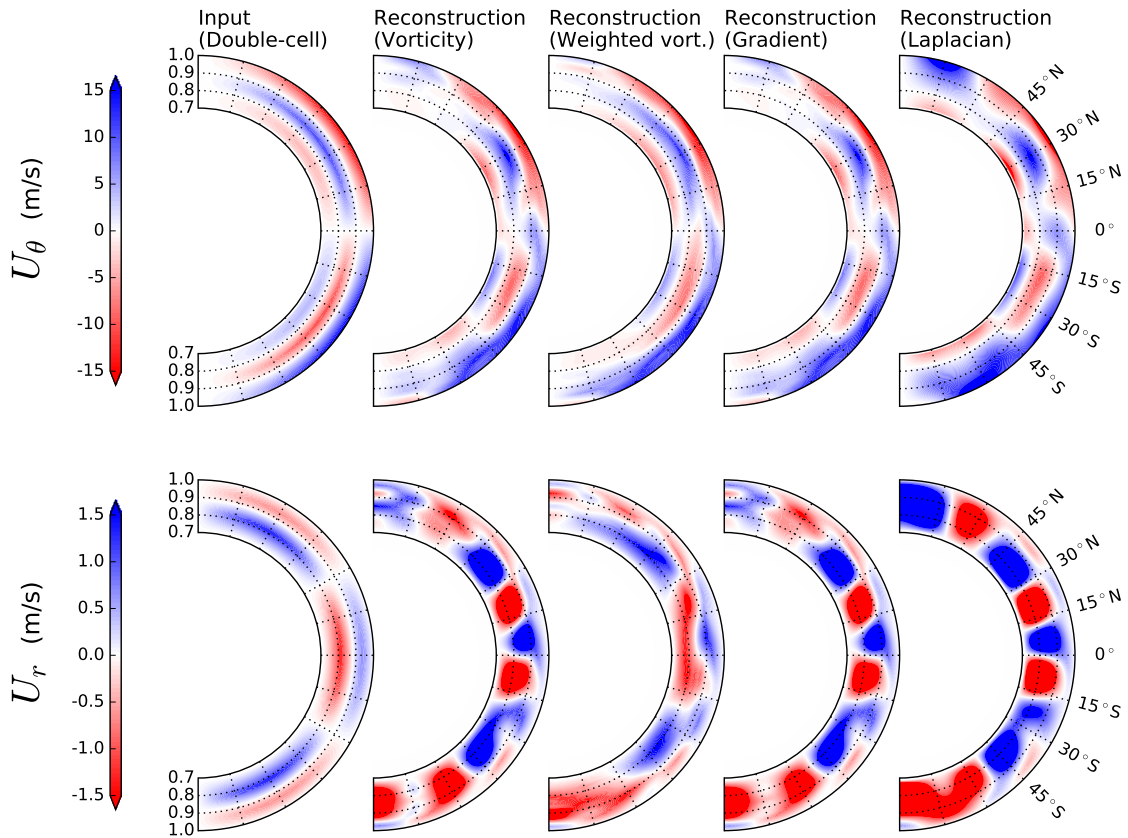 Input
(Double-cell)
Reconstruction
(Vorticity)
Reconstruction
(Weighted vort.)
Reconstruction
(Gradient)
Reconstruction
(Laplacian)
1.0
0.9
0.8
0.7
0.7
0.8
0.9
1.0
15
10
5
0
-5
-10
-15
U_θ (m/s)
45°N
30°N
15°N
0°
15°S
30°S
45°S
1.0
0.9
0.8
0.7
0.7
0.8
0.9
1.0
1.5
1.0
0.5
0.0
-0.5
-1.0
-1.5
U_r (m/s)
45°N
30°N
15°N
0°
15°S
30°S
45°S